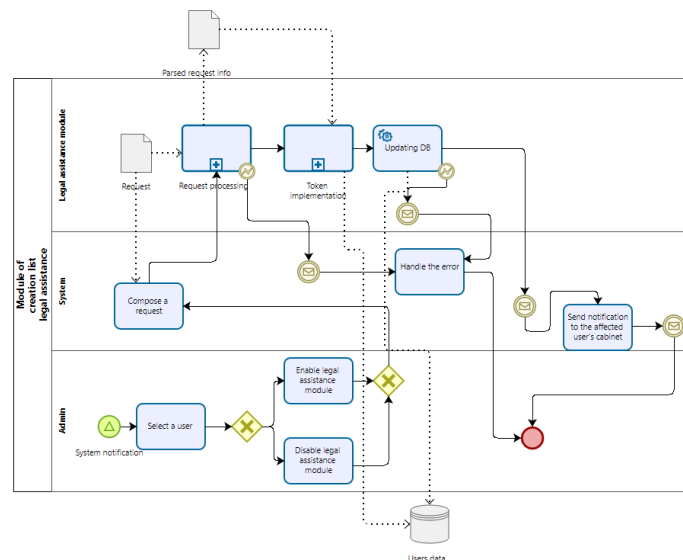 Parsed request info
Module of
creation list
legal assistance
Legal assistance module
Request
Request processing
Token
implementation
Updating DB
System
Compose a
request
Handle the error
Send notification
to the affected
user's cabinet
Admin
System notification
Select a user
Enable legal
assistance
module
Disable legal
assistance
module
Users data